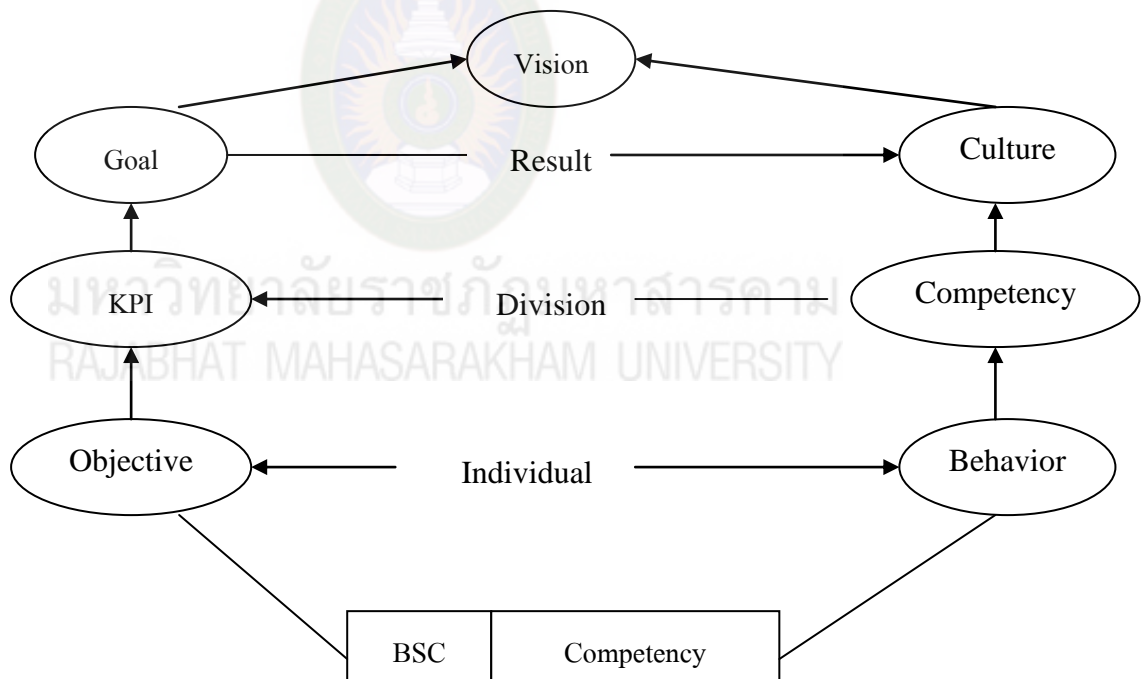 Vision
Goal
Result
Culture
มหาวิทยาลัยราชภัฏมหาสารคาม
RAJABHAT MAHASARAKHAM UNIVERSITY
KPI
Division
Competency
Objective
Individual
Behavior
BSC
Competency